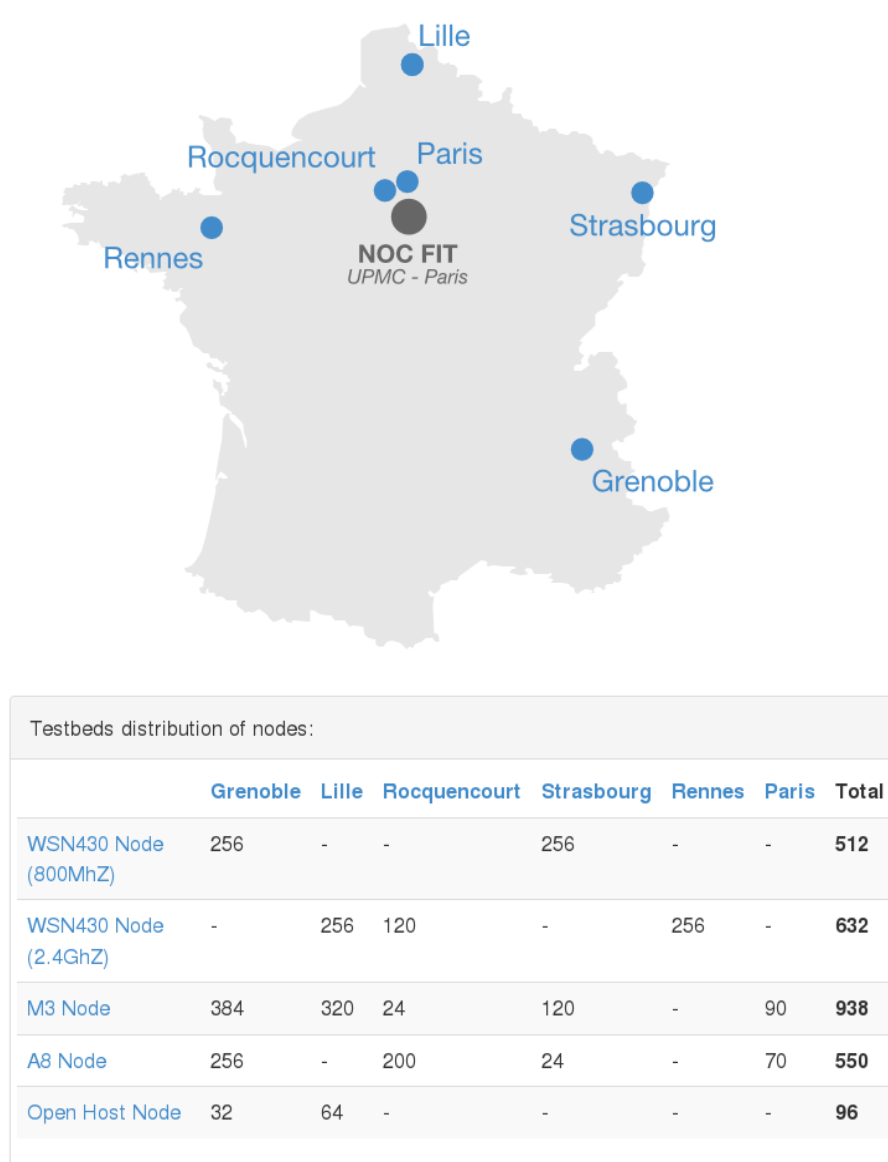 Lille
Rocquencourt Paris
Strasbourg
Rennes
NOC FIT
UPMC - Paris
Grenoble
Testbeds distribution of nodes:
Grenoble Lille Rocquencourt Strasbourg Rennes Paris Total
WSN430 Node (800MhZ) 256 - - 256 - - 512
WSN430 Node (2.4GhZ) - 256 120 - 256 - 632
M3 Node 384 320 24 120 - 90 938
A8 Node 256 - 200 24 - 70 550
Open Host Node 32 64 - - - - 96